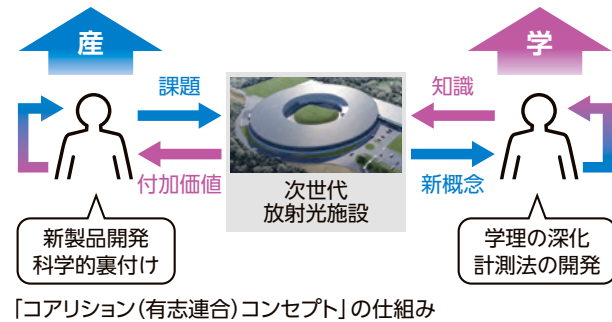 産
学
課題
知識
付加価値
新概念
次世代
放射光施設
新製品開発
科学的裏付け
学理の深化
計測法の開発
「コアリション(有志連合)コンセプト」の仕組み